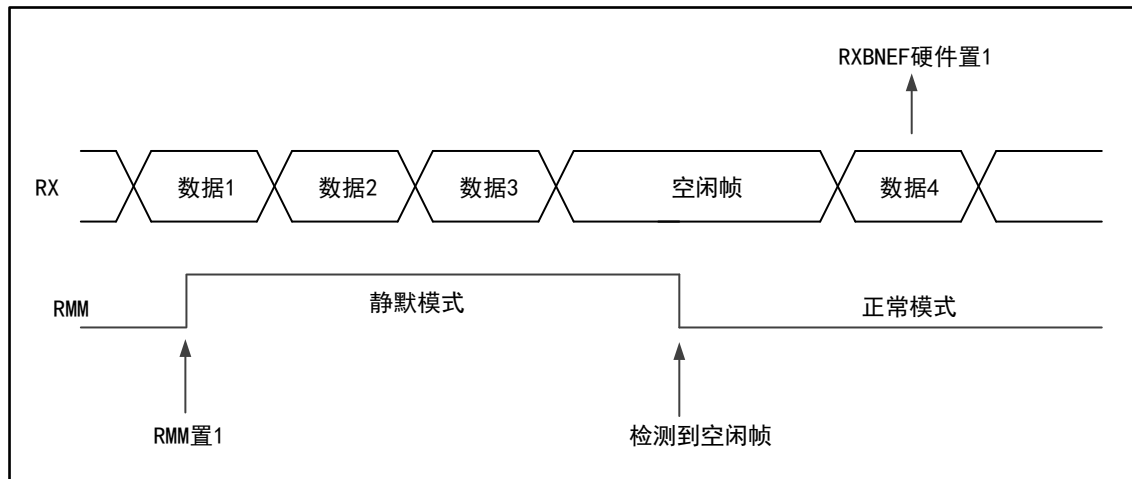 RXBNEF硬件置1
RX
数据1
数据2
数据3
空闲帧
数据4
RMM
静默模式
正常模式
RMM置1
检测到空闲帧